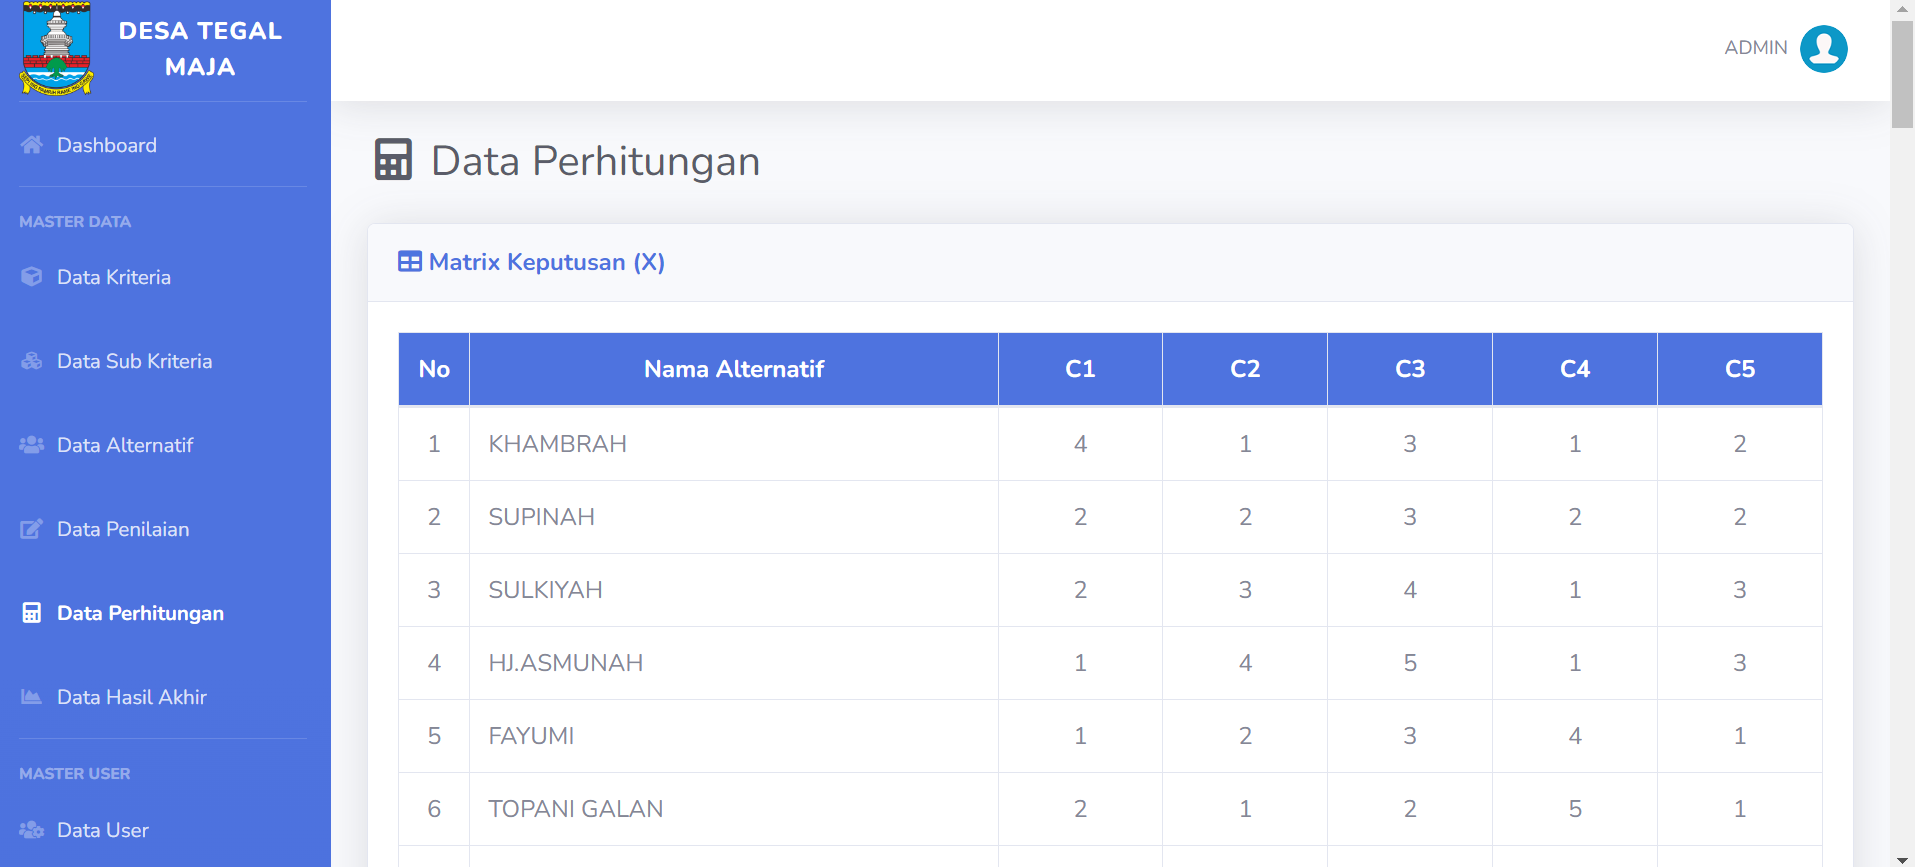 DESA TEGAL
MAJA
Dashboard
MASTER DATA
Data Kriteria
Data Sub Kriteria
Data Alternatif
Data Penilaian
Data Perhitungan
Data Hasil Akhir
MASTER USER
Data User
ADMIN
Data Perhitungan
Matrix Keputusan (X)
No Nama Alternatif C1 C2 C3 C4 C5
1 KHAMBRAH 4 1 3 1 2
2 SUPINAH 2 2 3 2 2
3 SULKIYAH 2 3 4 1 3
4 HJ.ASMUNAH 1 4 5 1 3
5 FAYUMI 1 2 3 4 1
6 TOPANI GALAN 2 1 2 5 1